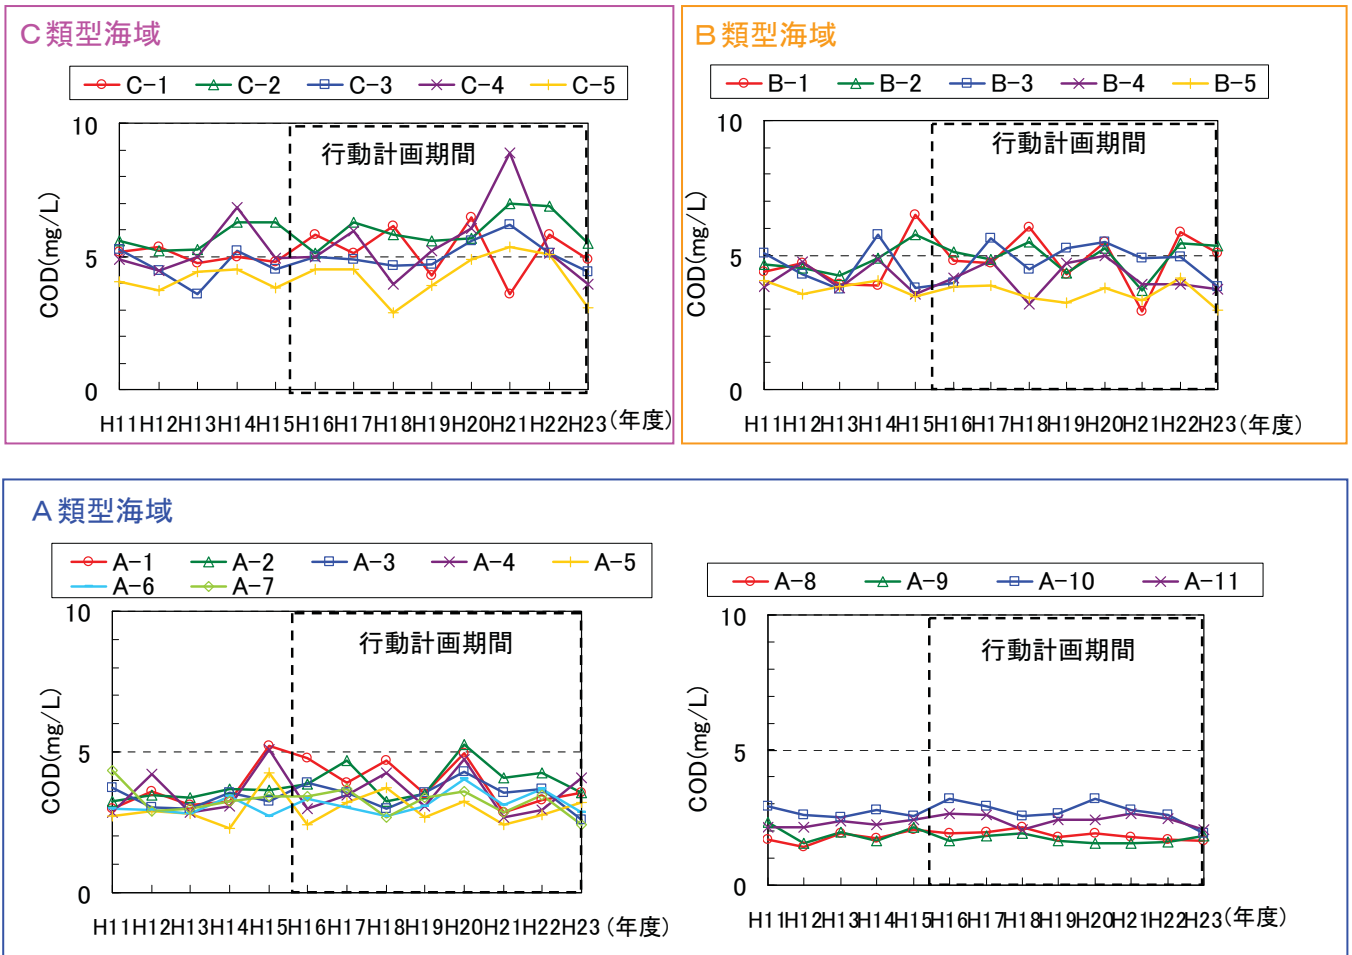 C類型海域
C-1 C-2 C-3 C-4 C-5
10
行動計画期間
COD(mg/L)
5
0
H11H12H13H14H15H16H17H18H19H20H21H22H23(年度)
B類型海域
B-1 B-2 B-3 B-4 B-5
10
行動計画期間
COD(mg/L)
5
0
H11H12H13H14H15H16H17H18H19H20H21H22H23(年度)
A類型海域
A-1 A-2 A-3 A-4 A-5
A-6 A-7
10
行動計画期間
COD(mg/L)
5
0
H11H12H13H14H15H16H17H18H19H20H21H22H23(年度)
A-8 A-9 A-10 A-11
10
行動計画期間
COD(mg/L)
5
0
H11H12H13H14H15H16H17H18H19H20H21H22H23(年度)